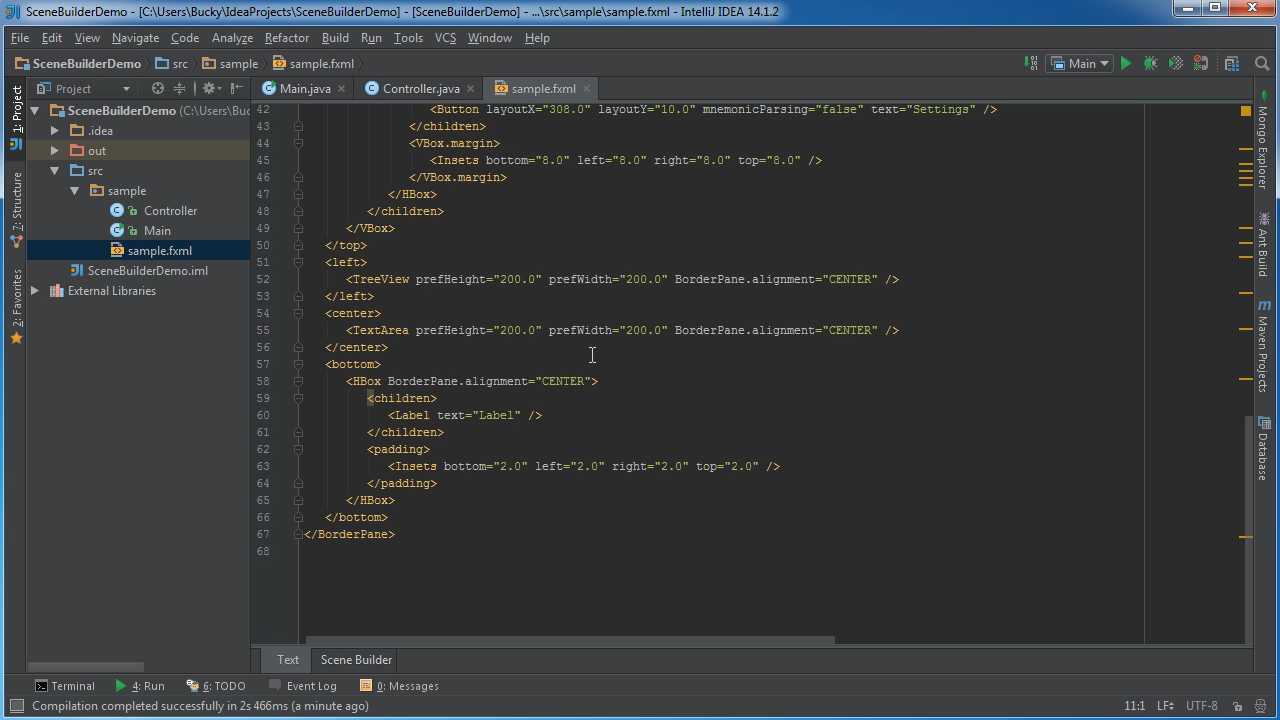 SceneBuilderDemo - [C:\Users\Bucky\IdeaProjects\SceneBuilderDemo] - [SceneBuilderDemo] - ...\src\sample\sample.fxml - IntelliJ IDEA 14.1.2
File Edit View Navigate Code Analyze Refactor Build Run Tools VCS Window Help
SceneBuilderDemo src sample sample.fxml Main
Project Main.java Controller.java sample.fxml
SceneBuilderDemo (C:\Users\Buc
.idea
out
src
sample
Controller
Main
sample.fxml
SceneBuilderDemo.iml
External Libraries
1: Project
7: Structure
2: Favorites
42 <Button layoutX="308.0" layoutY="10.0" mnemonicParsing="false" text="Settings" />
43 </children>
44 <VBox.margin>
45 <Insets bottom="8.0" left="8.0" right="8.0" top="8.0" />
46 </VBox.margin>
47 </HBox>
48 </children>
49 </VBox>
50 </top>
51 <left>
52 <TreeView prefHeight="200.0" prefWidth="200.0" BorderPane.alignment="CENTER" />
53 </left>
54 <center>
55 <TextArea prefHeight="200.0" prefWidth="200.0" BorderPane.alignment="CENTER" />
56 </center>
57 <bottom>
58 <HBox BorderPane.alignment="CENTER">
59 <children>
60 <Label text="Label" />
61 </children>
62 <padding>
63 <Insets bottom="2.0" left="2.0" right="2.0" top="2.0" />
64 </padding>
65 </HBox>
66 </bottom>
67 </BorderPane>
68
Mongo Explorer
Ant Build
Maven Projects
Database
Text Scene Builder
Terminal 4: Run 6: TODO Event Log 0: Messages
Compilation completed successfully in 2s 466ms (a minute ago) 11:1 LF UTF-8